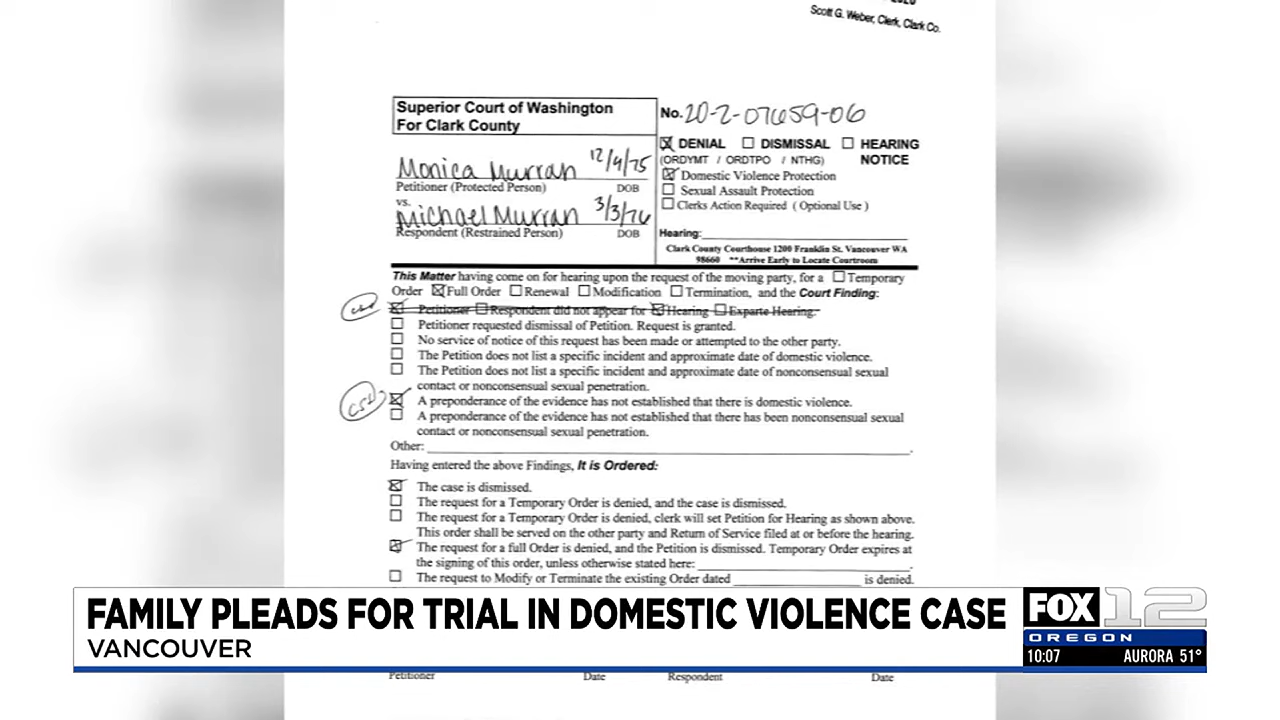 Scott G. Weber, Clerk, Clark Co.
Superior Court of Washington
For Clark County
No. 20-2-07659-06
DENIAL DISMISSAL HEARING
(ORDYMT / ORDTPO / NTHG) NOTICE
Domestic Violence Protection
Sexual Assault Protection
Clerks Action Required ( Optional Use )
Monica Murran 12/4/75
Petitioner (Protected Person) DOB
vs.
Michael Murran 3/3/76
Respondent (Restrained Person) DOB
Hearing:
Clark County Courthouse 1200 Franklin St. Vancouver WA
98660 **Arrive Early to Locate Courtroom
This Matter having come on for hearing upon the request of the moving party, for a Temporary
Order Full Order Renewal Modification Termination, and the Court Finding:
Petitioner Respondent did not appear for Hearing Exparte Hearing:
Petitioner requested dismissal of Petition. Request is granted.
No service of notice of this request has been made or attempted to the other party.
The Petition does not list a specific incident and approximate date of domestic violence.
The Petition does not list a specific incident and approximate date of nonconsensual sexual
contact or nonconsensual sexual penetration.
A preponderance of the evidence has not established that there is domestic violence.
A preponderance of the evidence has not established that there has been nonconsensual sexual
contact or nonconsensual sexual penetration.
Other:
Having entered the above Findings, It is Ordered:
The case is dismissed.
The request for a Temporary Order is denied, and the case is dismissed.
The request for a Temporary Order is denied, clerk will set Petition for Hearing as shown above.
This order shall be served on the other party and Return of Service filed at or before the hearing.
The request for a full Order is denied, and the Petition is dismissed. Temporary Order expires at
the signing of this order, unless otherwise stated here:
The request to Modify or Terminate the existing Order dated is denied.
FAMILY PLEADS FOR TRIAL IN DOMESTIC VIOLENCE CASE
VANCOUVER
FOX 12
OREGON
10:07 AURORA 51°
Petitioner Date Respondent Date